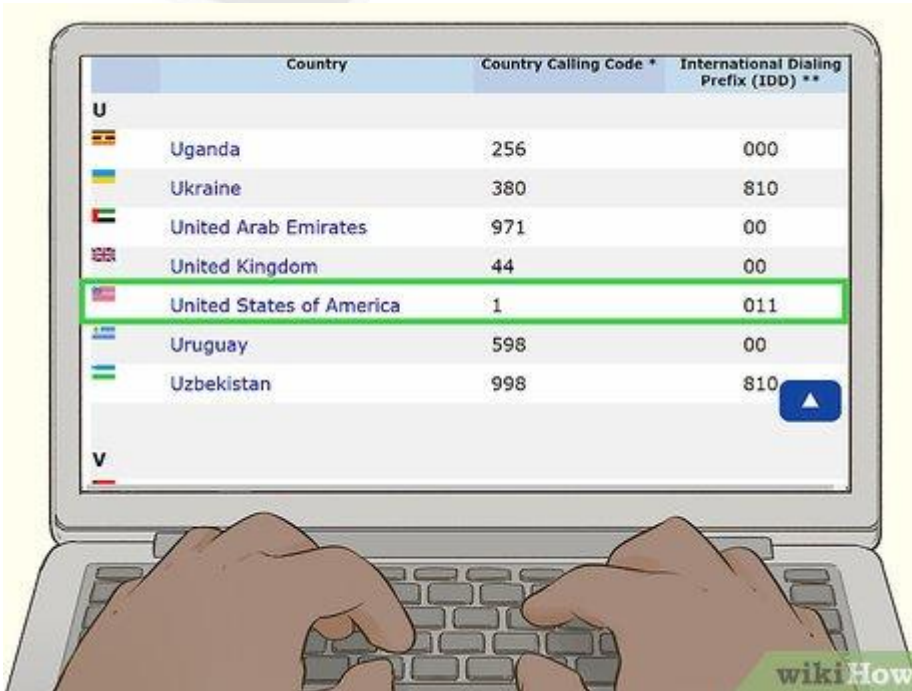 Country Country Calling Code * International Dialing
Prefix (IDD) **
U
Uganda 256 000
Ukraine 380 810
United Arab Emirates 971 00
United Kingdom 44 00
United States of America 1 011
Uruguay 598 00
Uzbekistan 998 810
V
wikiHow